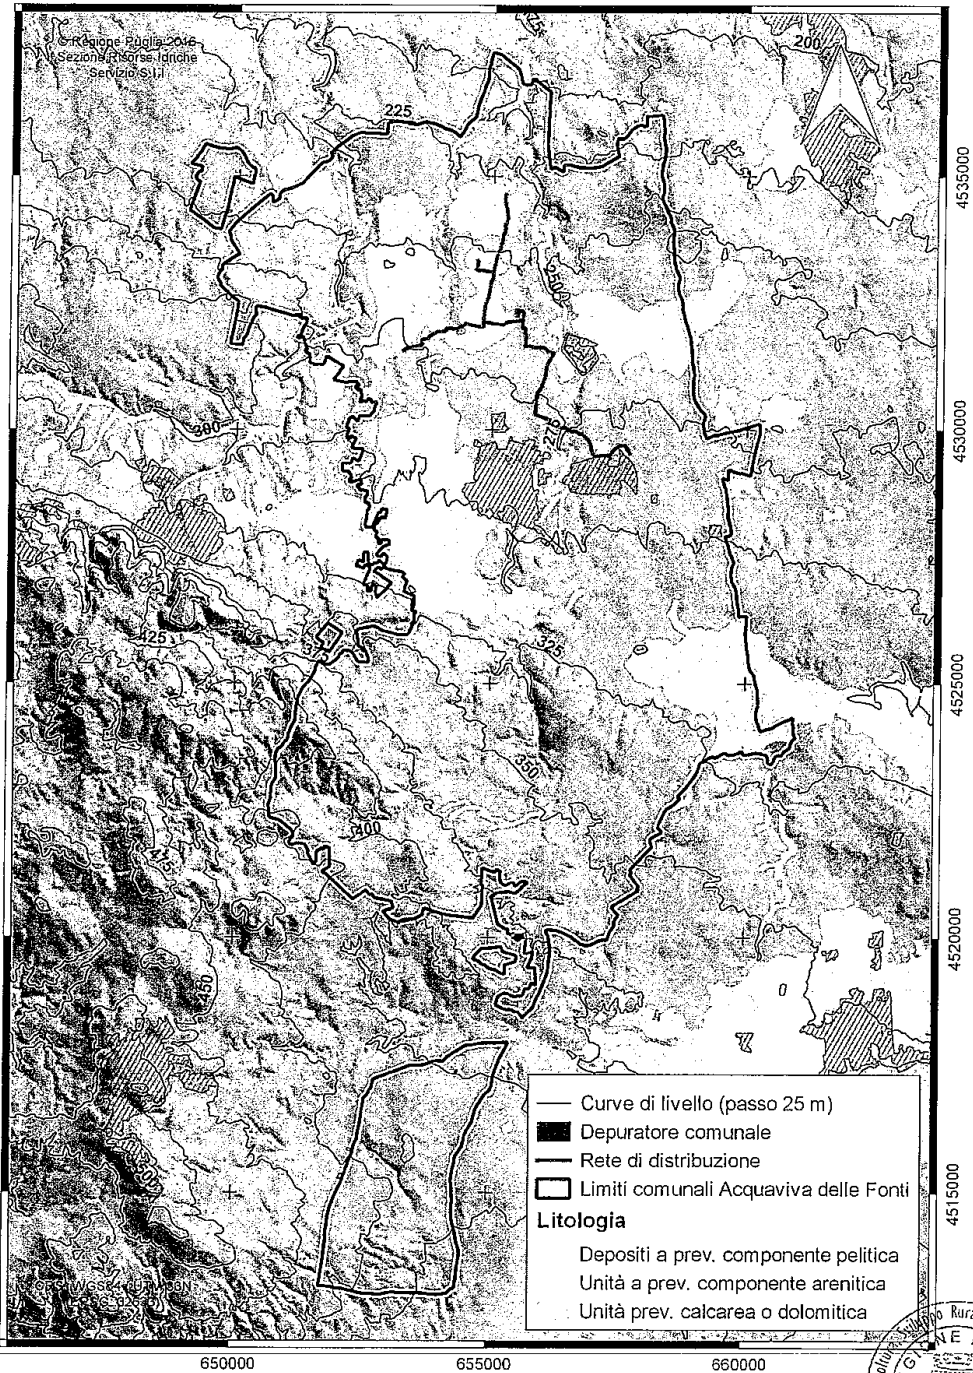 © Regione Puglia 2016
Sezione Risorse Idriche
Servizio S.I.I
200
225
250
275
300
325
425
350
400
475
450
4535000
4530000
4525000
4520000
4515000
650000
655000
660000
Curve di livello (passo 25 m)
Depuratore comunale
Rete di distribuzione
Limiti comunali Acquaviva delle Fonti
Litologia
Depositi a prev. componente pelitica
Unità a prev. componente arenitica
Unità prev. calcarea o dolomitica